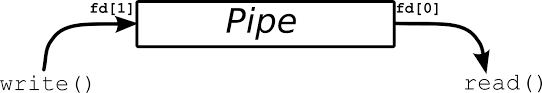 fd[1] Pipe fd[0]
write() read()